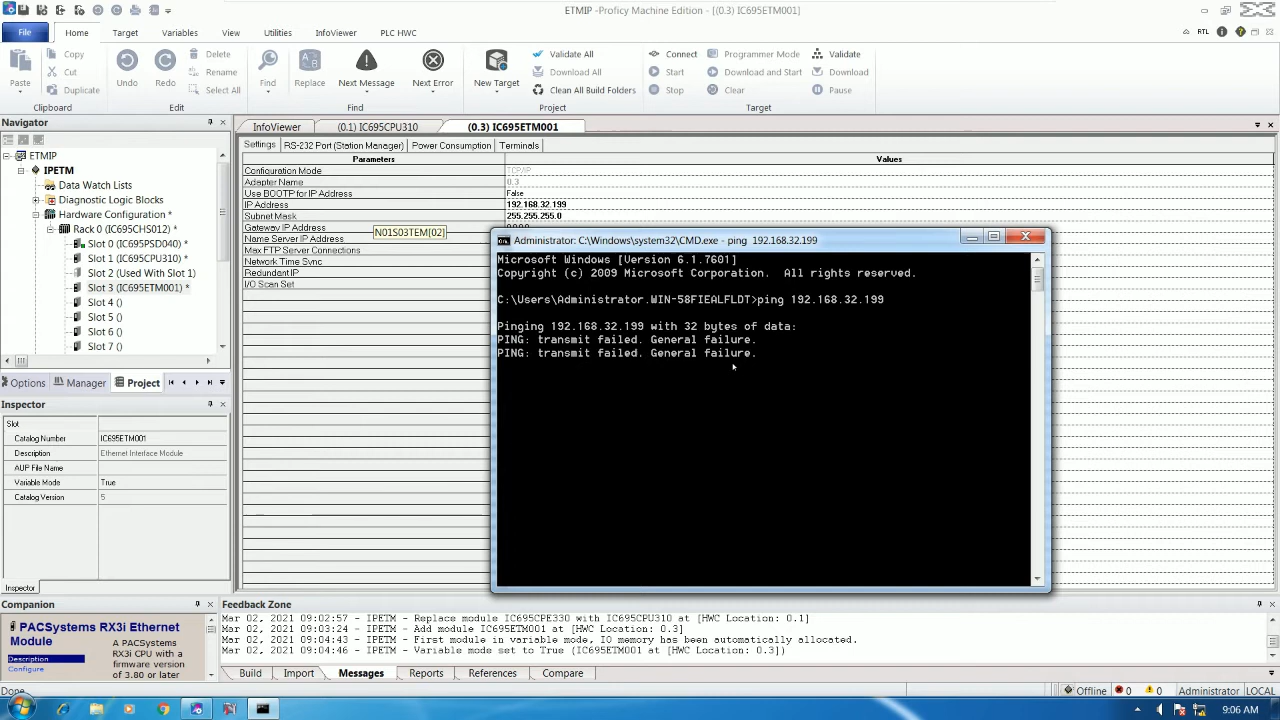 ETMIP - Proficy Machine Edition - [(0.3) IC695ETM001]
File Home Target Variables View Utilities InfoViewer PLC HWC
RTL
Paste Copy Cut Duplicate
Clipboard
Undo Redo Delete Rename Select All
Edit
Find Replace Next Message Next Error
Find
New Target Validate All Download All Clean All Build Folders
Project
Connect Start Stop Programmer Mode Download and Start Clear Validate Download Pause
Target
Navigator
ETMIP
IPETM
Data Watch Lists
Diagnostic Logic Blocks
Hardware Configuration *
Rack 0 (IC695CHS012) *
Slot 0 (IC695PSD040) *
Slot 1 (IC695CPU310) *
Slot 2 (Used With Slot 1)
Slot 3 (IC695ETM001) *
Slot 4 ()
Slot 5 ()
Slot 6 ()
Slot 7 ()
Options Manager Project
InfoViewer (0.1) IC695CPU310 (0.3) IC695ETM001
Settings RS-232 Port (Station Manager) Power Consumption Terminals
Parameters Values
Configuration Mode TCP/IP
Adapter Name 0.3
Use BOOTP for IP Address False
IP Address 192.168.32.199
Subnet Mask 255.255.255.0
Gateway IP Address
Name Server IP Address
Max FTP Server Connections
Network Time Sync
Redundant IP
I/O Scan Set
N01S03TEM[02]
Administrator: C:\Windows\system32\CMD.exe - ping 192.168.32.199
Microsoft Windows [Version 6.1.7601]
Copyright (c) 2009 Microsoft Corporation. All rights reserved.
C:\Users\Administrator.WIN-58FIEALFLDT>ping 192.168.32.199
Pinging 192.168.32.199 with 32 bytes of data:
PING: transmit failed. General failure.
PING: transmit failed. General failure.
Inspector
Slot
Catalog Number IC695ETM001
Description Ethernet Interface Module
AUP File Name
Variable Mode True
Catalog Version 5
Inspector
Companion
PACSystems RX3i Ethernet Module
Description
Configure
A PACSystems RX3i CPU with a firmware version of 3.80 or later
Feedback Zone
Mar 02, 2021 09:02:57 - IPETM - Replace module IC695CPE330 with IC695CPU310 at [HWC Location: 0.1]
Mar 02, 2021 09:03:24 - IPETM - Add module IC695ETM001 at [HWC Location: 0.3]
Mar 02, 2021 09:04:43 - IPETM - First module in variable mode, IO memory has been automatically allocated.
Mar 02, 2021 09:04:46 - IPETM - Variable mode set to True (IC695ETM001 at [HWC Location: 0.3])
Build Import Messages Reports References Compare
Done
Offline 0 0 Administrator LOCAL
9:06 AM